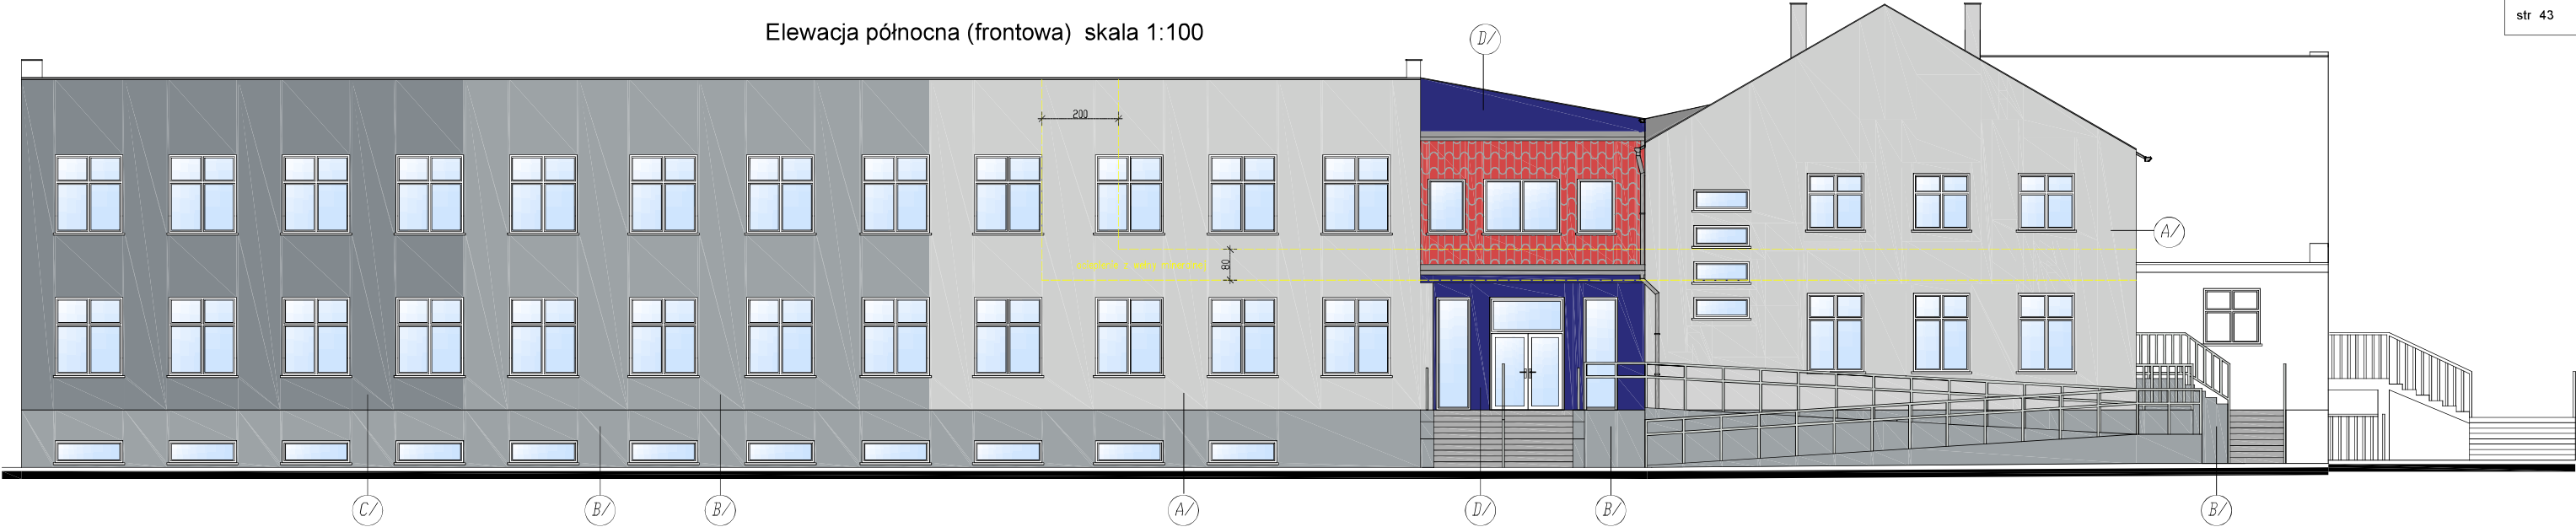 Elewacja północna (frontowa) skala 1:100
str 43
D/
200
A/
80
C/
B/
B/
A/
D/
B/
B/